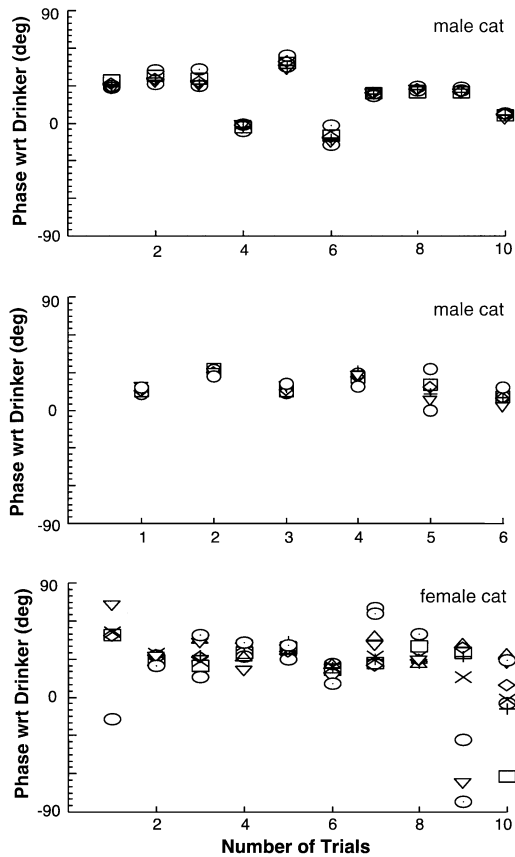 90
male cat
Phase wrt Drinker (deg)
0
-90
2 4 6 8 10
90
male cat
Phase wrt Drinker (deg)
0
-90
1 2 3 4 5 6
90
female cat
Phase wrt Drinker (deg)
0
-90
2 4 6 8 10
Number of Trials